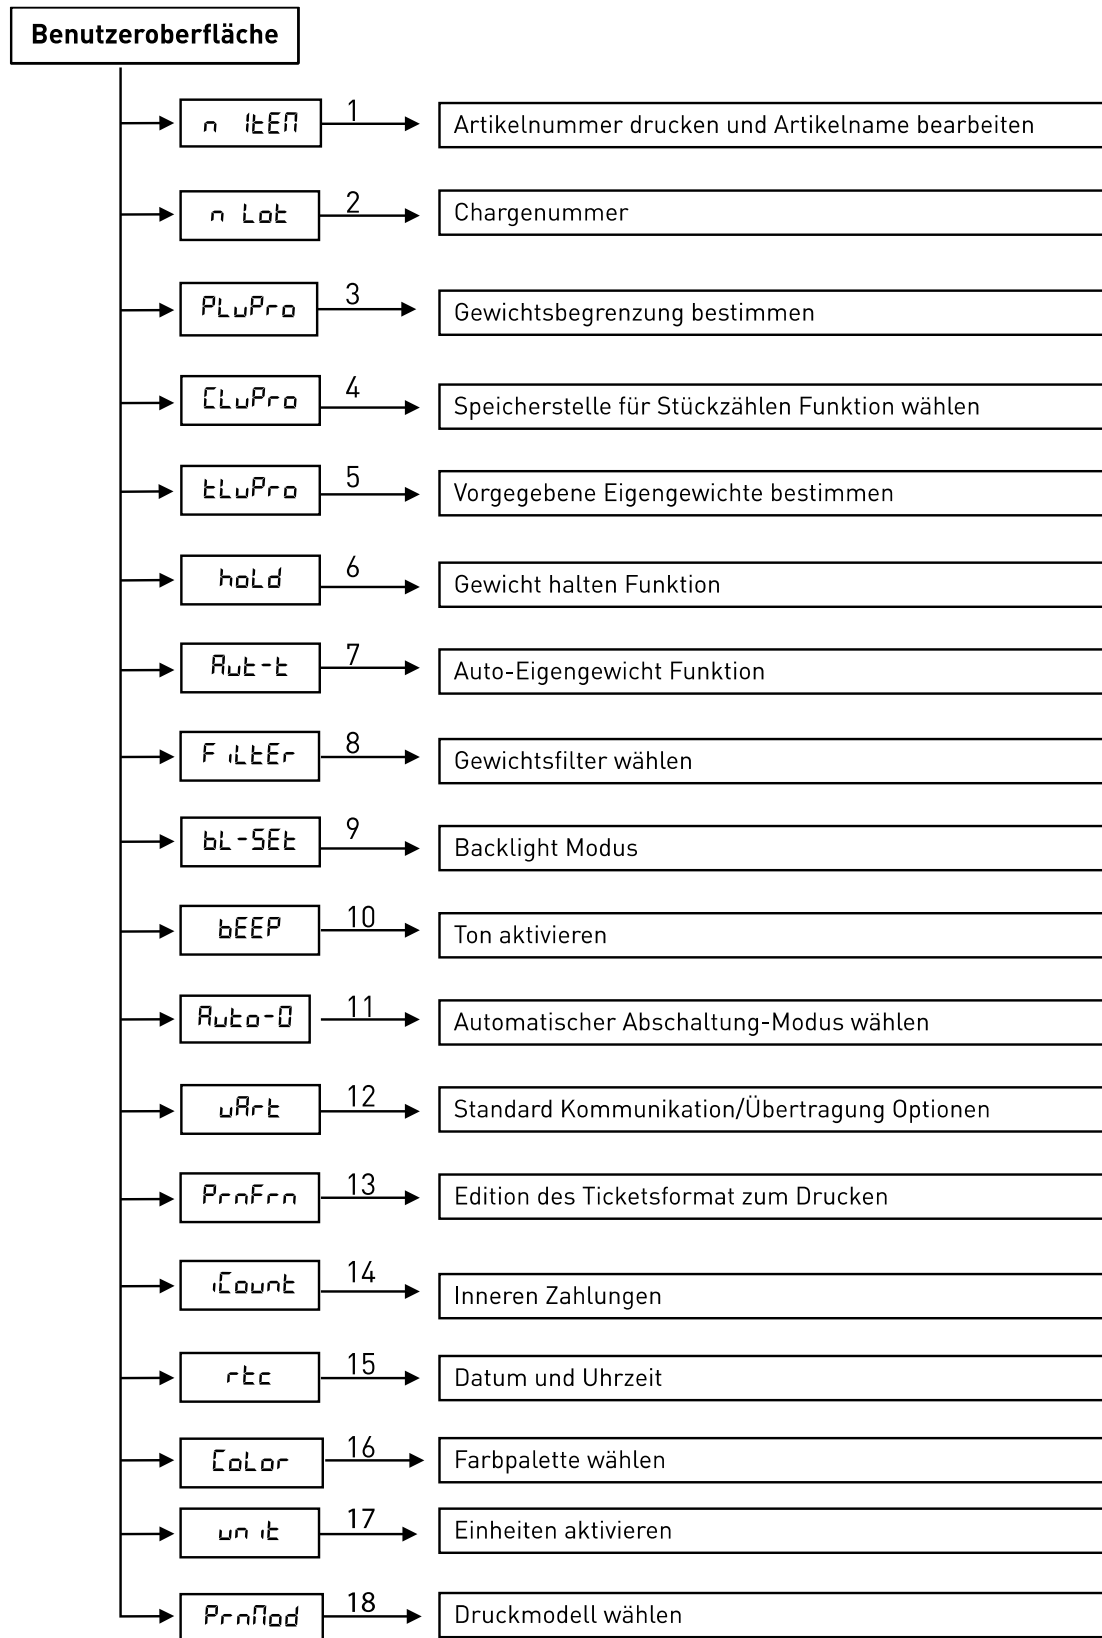 Benutzeroberfläche
n ItEM 1 Artikelnummer drucken und Artikelname bearbeiten
n Lot 2 Chargenummer
PLuPro 3 Gewichtsbegrenzung bestimmen
CLuPro 4 Speicherstelle für Stückzählen Funktion wählen
tLuPro 5 Vorgegebene Eigengewichte bestimmen
hoLd 6 Gewicht halten Funktion
Aut-t 7 Auto-Eigengewicht Funktion
FiLtEr 8 Gewichtsfilter wählen
bL-SEt 9 Backlight Modus
bEEP 10 Ton aktivieren
Auto-O 11 Automatischer Abschaltung-Modus wählen
uArt 12 Standard Kommunikation/Übertragung Optionen
PrnFrn 13 Edition des Ticketsformat zum Drucken
iCount 14 Inneren Zahlungen
rtc 15 Datum und Uhrzeit
CoLor 16 Farbpalette wählen
unit 17 Einheiten aktivieren
PrnMod 18 Druckmodell wählen